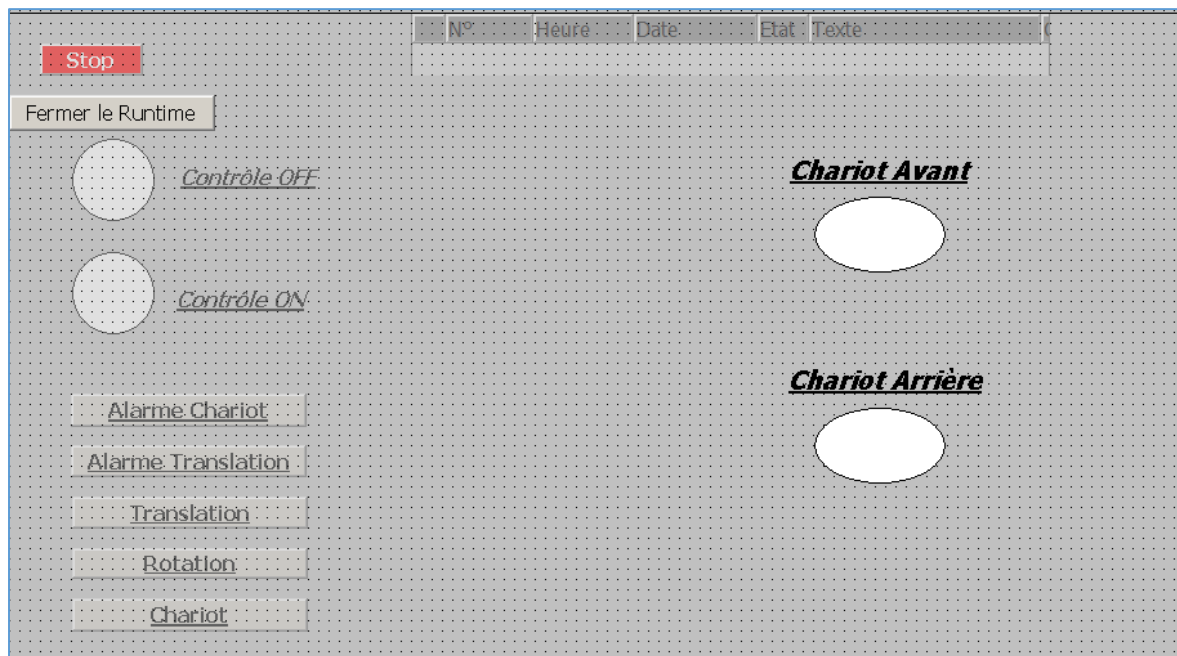 N° Heure Date Etat Texte
Stop
Fermer le Runtime
Contrôle OFF
Chariot Avant
Contrôle ON
Chariot Arrière
Alarme Chariot
Alarme Translation
Translation
Rotation
Chariot